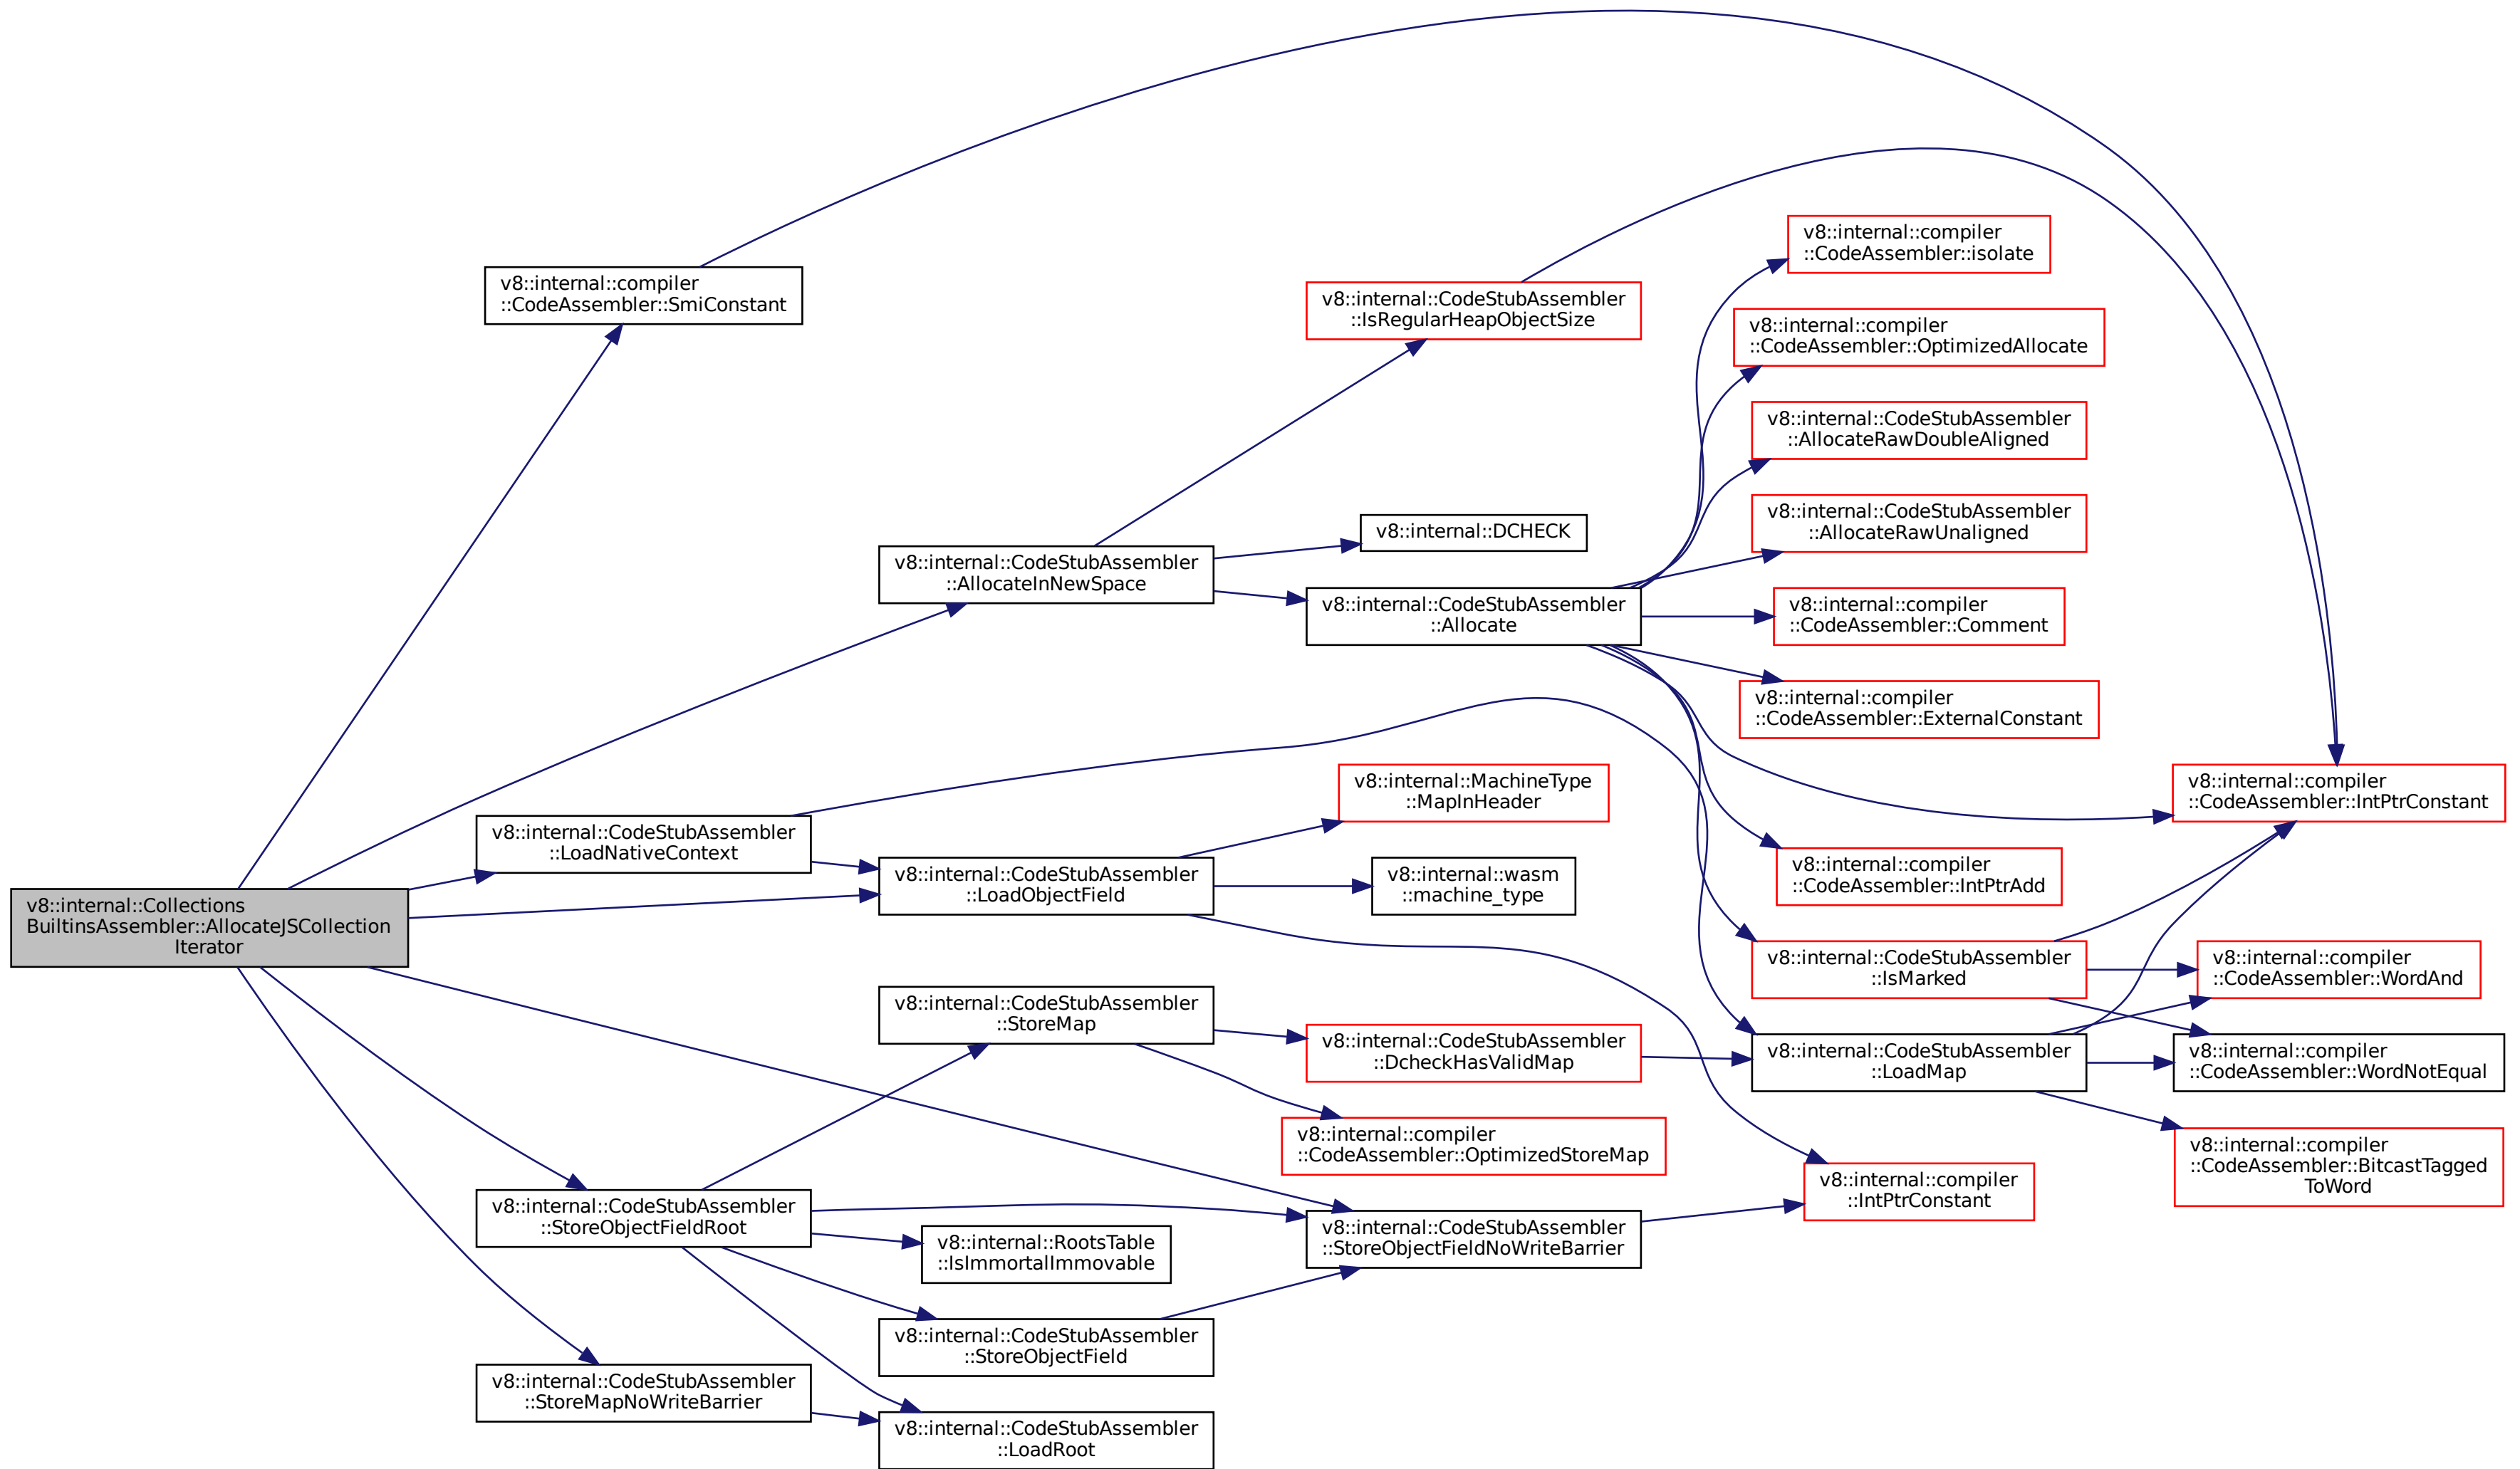 v8::internal::compiler
::CodeAssembler::SmiConstant
v8::internal::compiler
::CodeAssembler::isolate
v8::internal::CodeStubAssembler
::IsRegularHeapObjectSize
v8::internal::compiler
::CodeAssembler::OptimizedAllocate
v8::internal::CodeStubAssembler
::AllocateRawDoubleAligned
v8::internal::CodeStubAssembler
::AllocateRawUnaligned
v8::internal::DCHECK
v8::internal::CodeStubAssembler
::AllocateInNewSpace
v8::internal::CodeStubAssembler
::Allocate
v8::internal::compiler
::CodeAssembler::Comment
v8::internal::compiler
::CodeAssembler::ExternalConstant
v8::internal::MachineType
::MapInHeader
v8::internal::compiler
::CodeAssembler::IntPtrConstant
v8::internal::CodeStubAssembler
::LoadNativeContext
v8::internal::CodeStubAssembler
::LoadObjectField
v8::internal::wasm
::machine_type
v8::internal::compiler
::CodeAssembler::IntPtrAdd
v8::internal::Collections
BuiltinsAssembler::AllocateJSCollection
Iterator
v8::internal::CodeStubAssembler
::IsMarked
v8::internal::compiler
::CodeAssembler::WordAnd
v8::internal::CodeStubAssembler
::StoreMap
v8::internal::CodeStubAssembler
::DcheckHasValidMap
v8::internal::CodeStubAssembler
::LoadMap
v8::internal::compiler
::CodeAssembler::WordNotEqual
v8::internal::compiler
::CodeAssembler::OptimizedStoreMap
v8::internal::compiler
::CodeAssembler::BitcastTagged
ToWord
v8::internal::compiler
::IntPtrConstant
v8::internal::CodeStubAssembler
::StoreObjectFieldRoot
v8::internal::CodeStubAssembler
::StoreObjectFieldNoWriteBarrier
v8::internal::RootsTable
::IsImmortalImmovable
v8::internal::CodeStubAssembler
::StoreObjectField
v8::internal::CodeStubAssembler
::StoreMapNoWriteBarrier
v8::internal::CodeStubAssembler
::LoadRoot